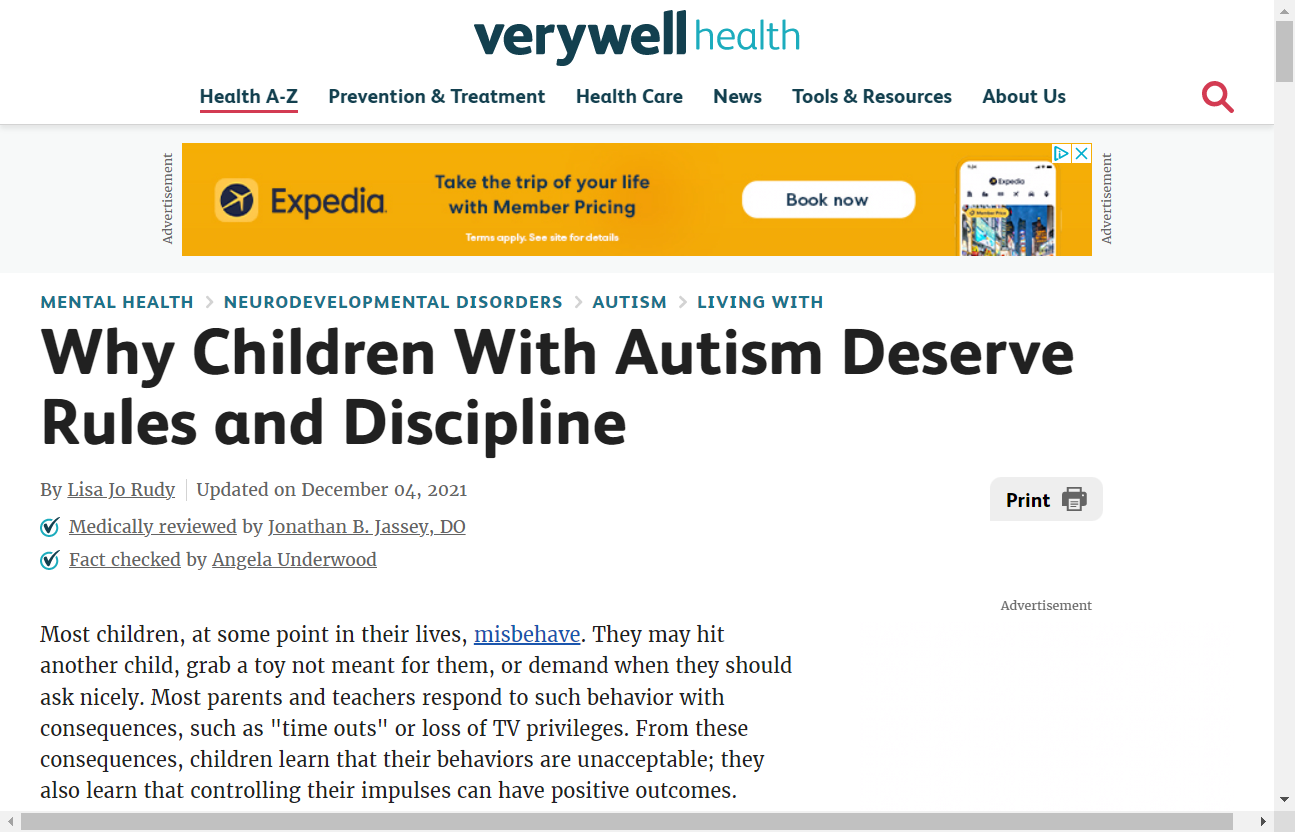 verywell health
Health A-Z Prevention & Treatment Health Care News Tools & Resources About Us
Advertisement
Expedia.
Take the trip of your life
with Member Pricing
Terms apply. See site for details
Book now
Expedia
Member Price
Advertisement
MENTAL HEALTH > NEURODEVELOPMENTAL DISORDERS > AUTISM > LIVING WITH
Why Children With Autism Deserve
Rules and Discipline
By Lisa Jo Rudy | Updated on December 04, 2021
Print
Medically reviewed by Jonathan B. Jassey, DO
Fact checked by Angela Underwood
Advertisement
Most children, at some point in their lives, misbehave. They may hit
another child, grab a toy not meant for them, or demand when they should
ask nicely. Most parents and teachers respond to such behavior with
consequences, such as "time outs" or loss of TV privileges. From these
consequences, children learn that their behaviors are unacceptable; they
also learn that controlling their impulses can have positive outcomes.